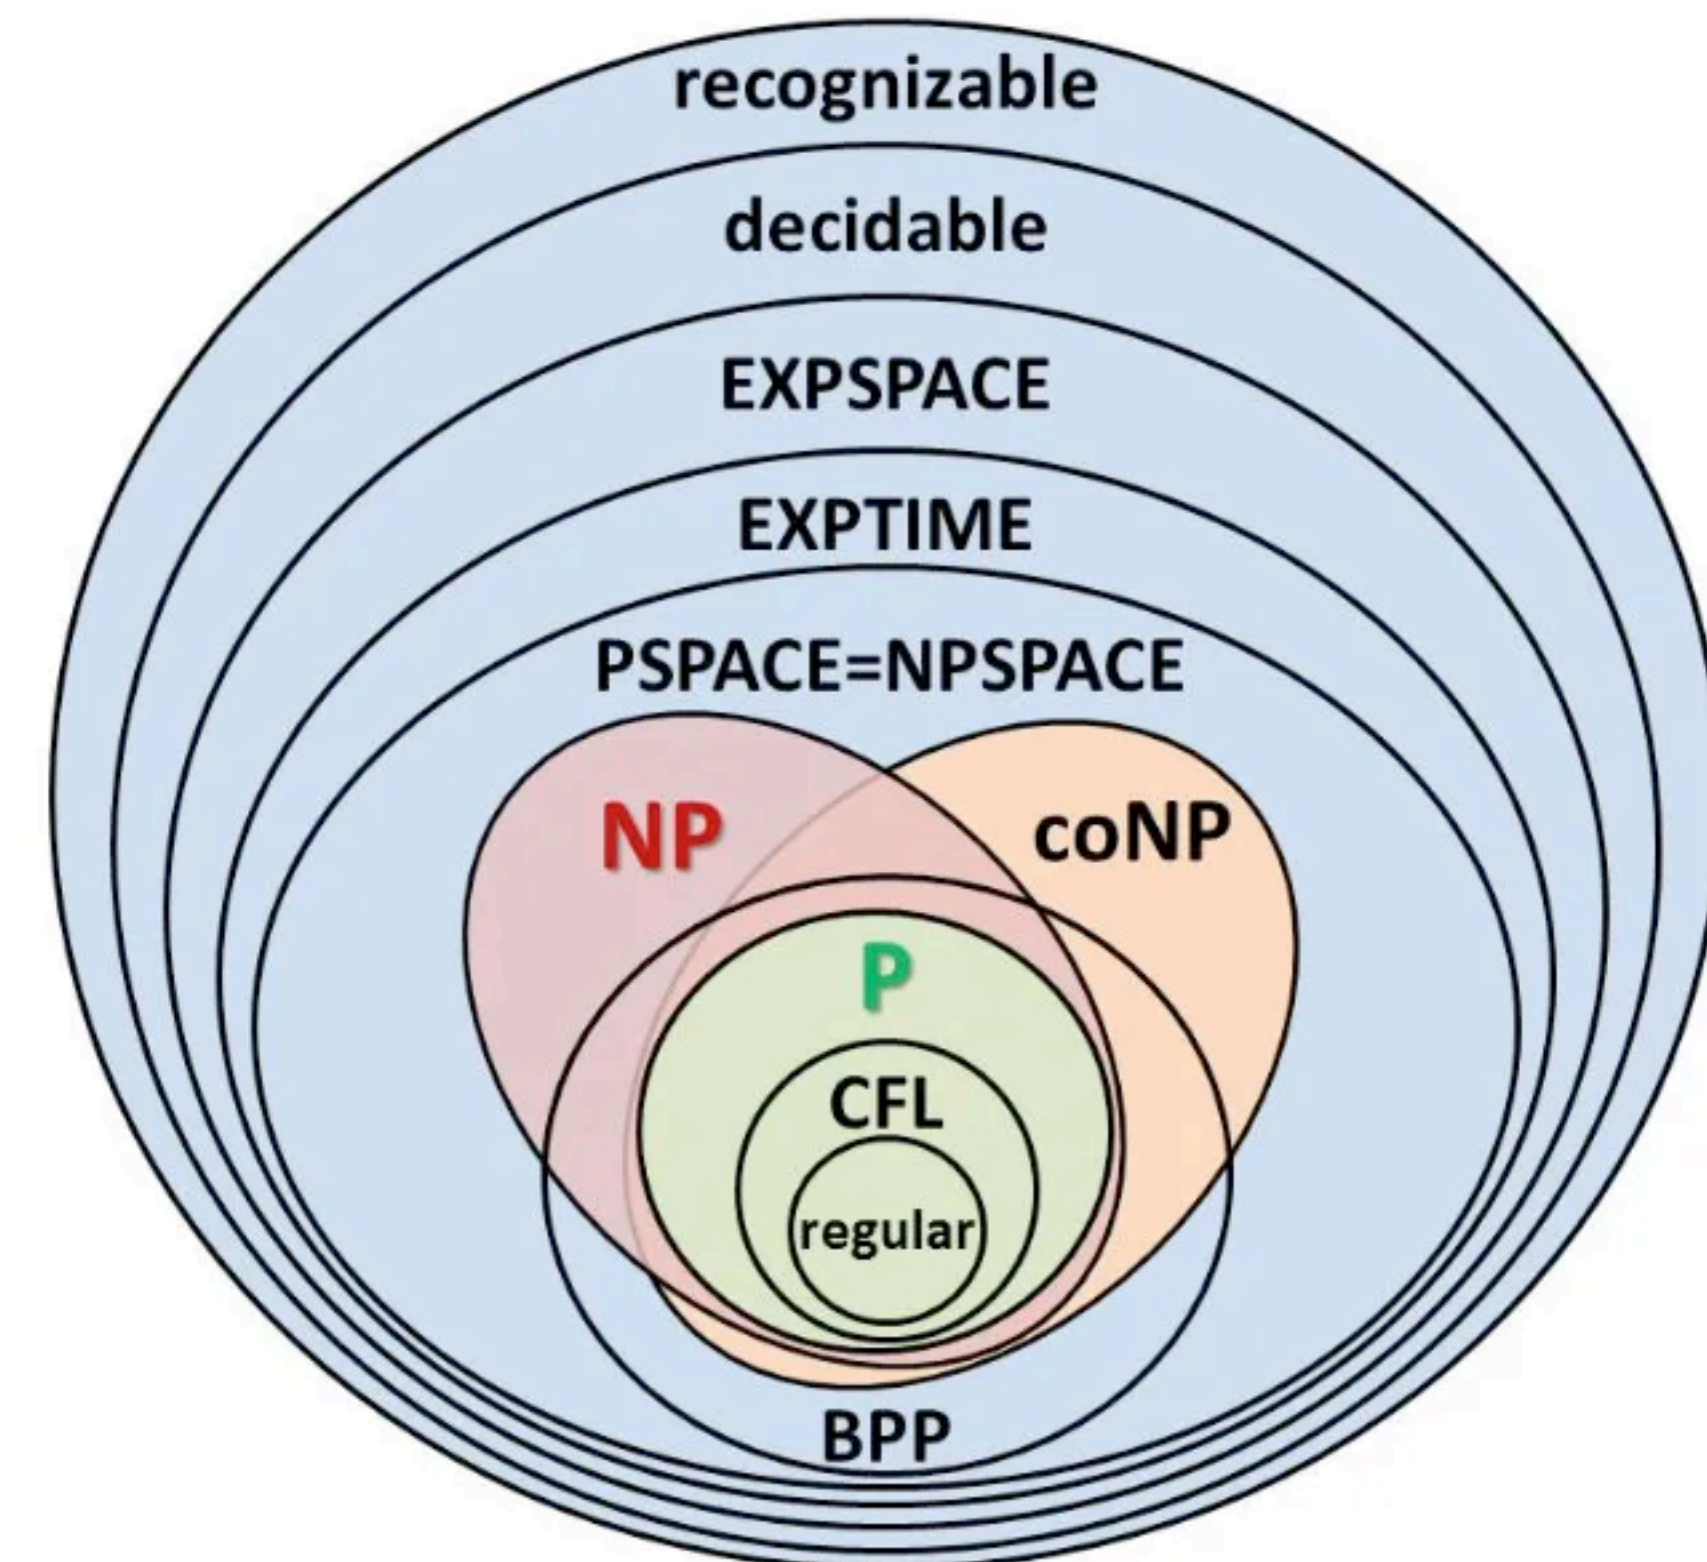 recognizable
decidable
EXPSPACE
EXPTIME
PSPACE=NPSPACE
NP
coNP
P
CFL
regular
BPP